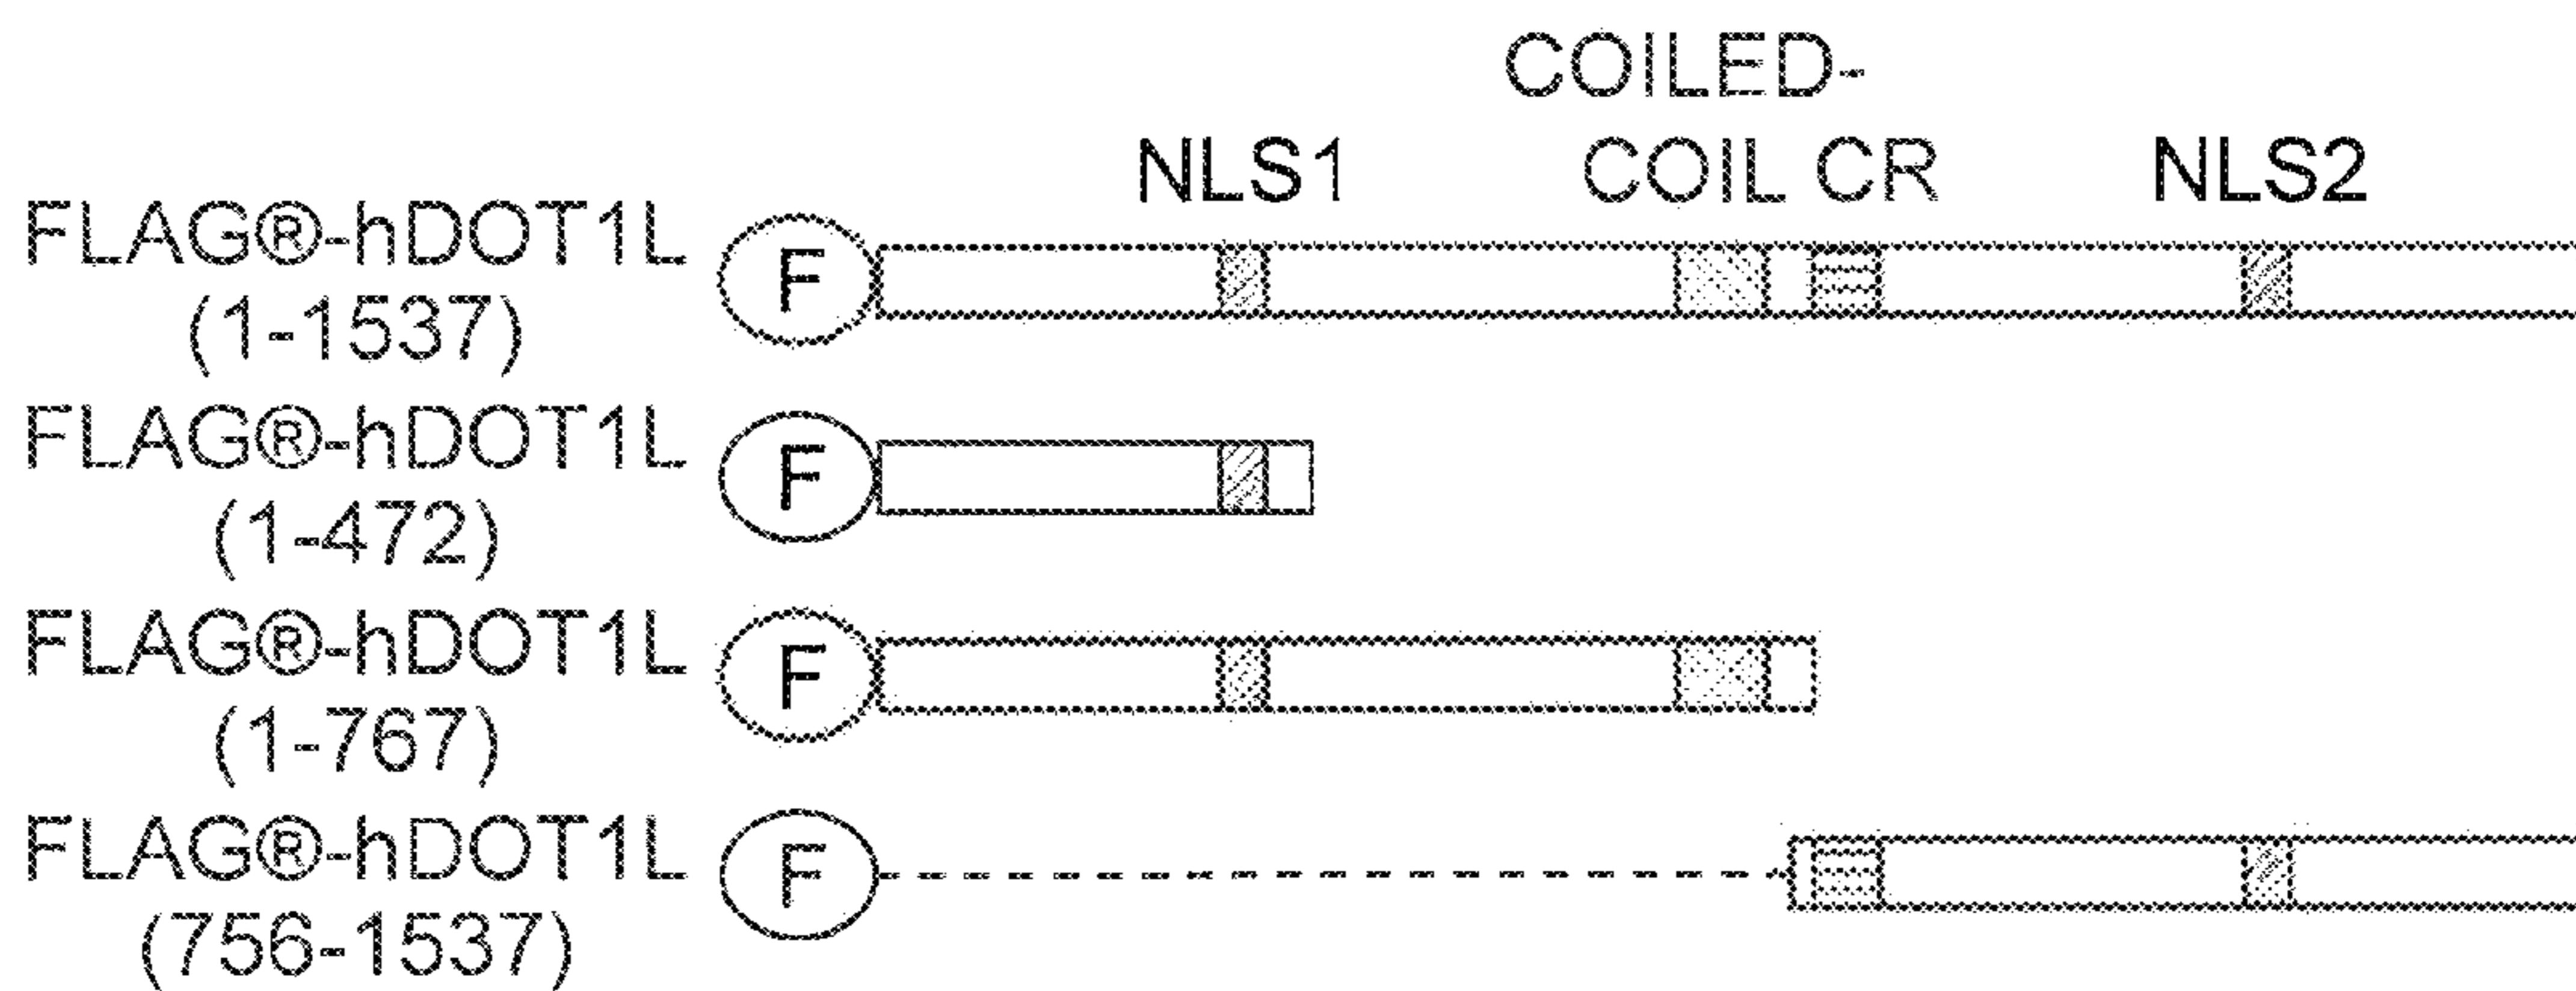 COILED-
NLS1 COIL CR NLS2
FLAG®-hDOT1L F
(1-1537)
FLAG®-hDOT1L F
(1-472)
FLAG®-hDOT1L F
(1-767)
FLAG®-hDOT1L F
(756-1537)